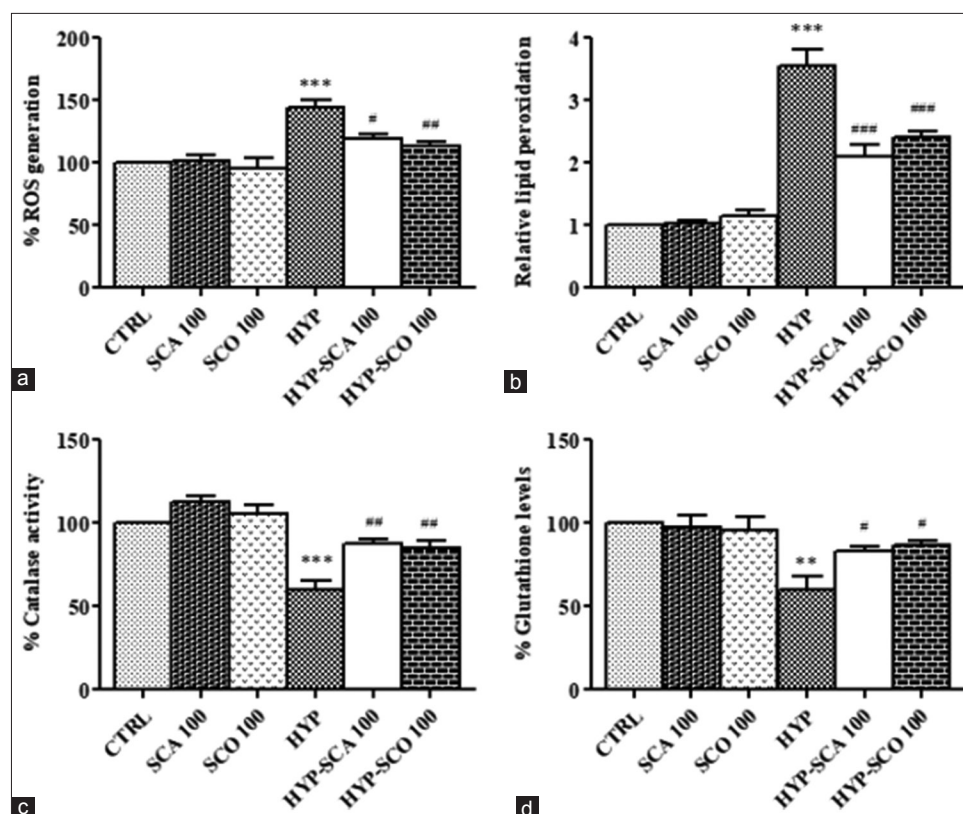 200
150
100
50
0
% ROS generation
***
#
##
CTRL
SCA 100
SCO 100
HYP
HYP-SCA 100
HYP-SCO 100
a
4
3
2
1
0
Relative lipid peroxidation
***
###
###
CTRL
SCA 100
SCO 100
HYP
HYP-SCA 100
HYP-SCO 100
b
150
100
50
0
% Catalase activity
***
##
##
CTRL
SCA 100
SCO 100
HYP
HYP-SCA 100
HYP-SCO 100
c
150
100
50
0
% Glutathione levels
**
#
#
CTRL
SCA 100
SCO 100
HYP
HYP-SCA 100
HYP-SCO 100
d